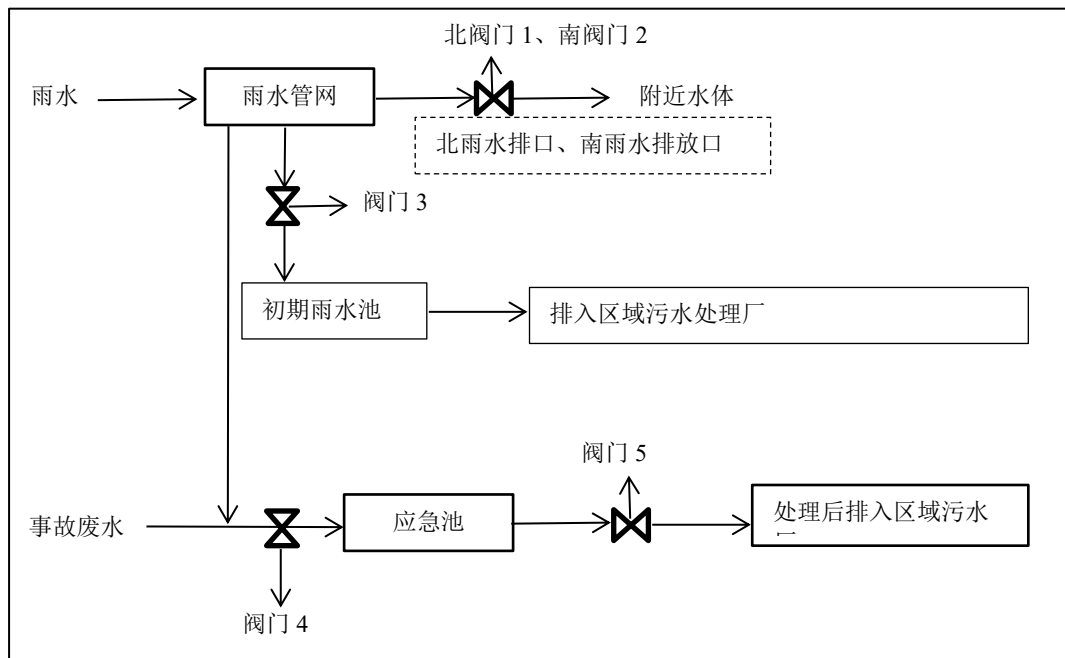 北阀门 1、南阀门 2
雨水
雨水管网
附近水体
北雨水排口、南雨水排放口
阀门 3
初期雨水池
排入区域污水处理厂
阀门 5
事故废水
应急池
处理后排入区域污水
阀门 4